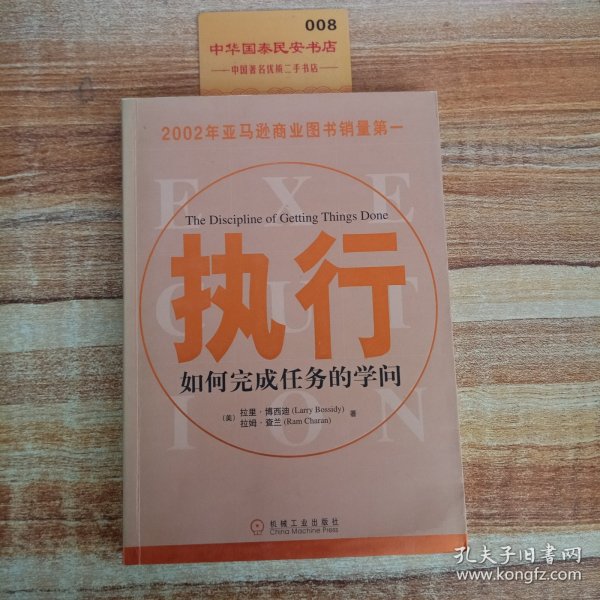 008
中华国泰民安书店
中国著名优质二手书店
2002年亚马逊商业图书销量第一
E X E
The Discipline of Getting Things Done
执行
C U T
如何完成任务的学问
I O N
(美) 拉里·博西迪 (Larry Bossidy)
拉姆·查兰 (Ram Charan) 著
机械工业出版社
China Machine Press
孔夫子旧书网
www.kongfz.com